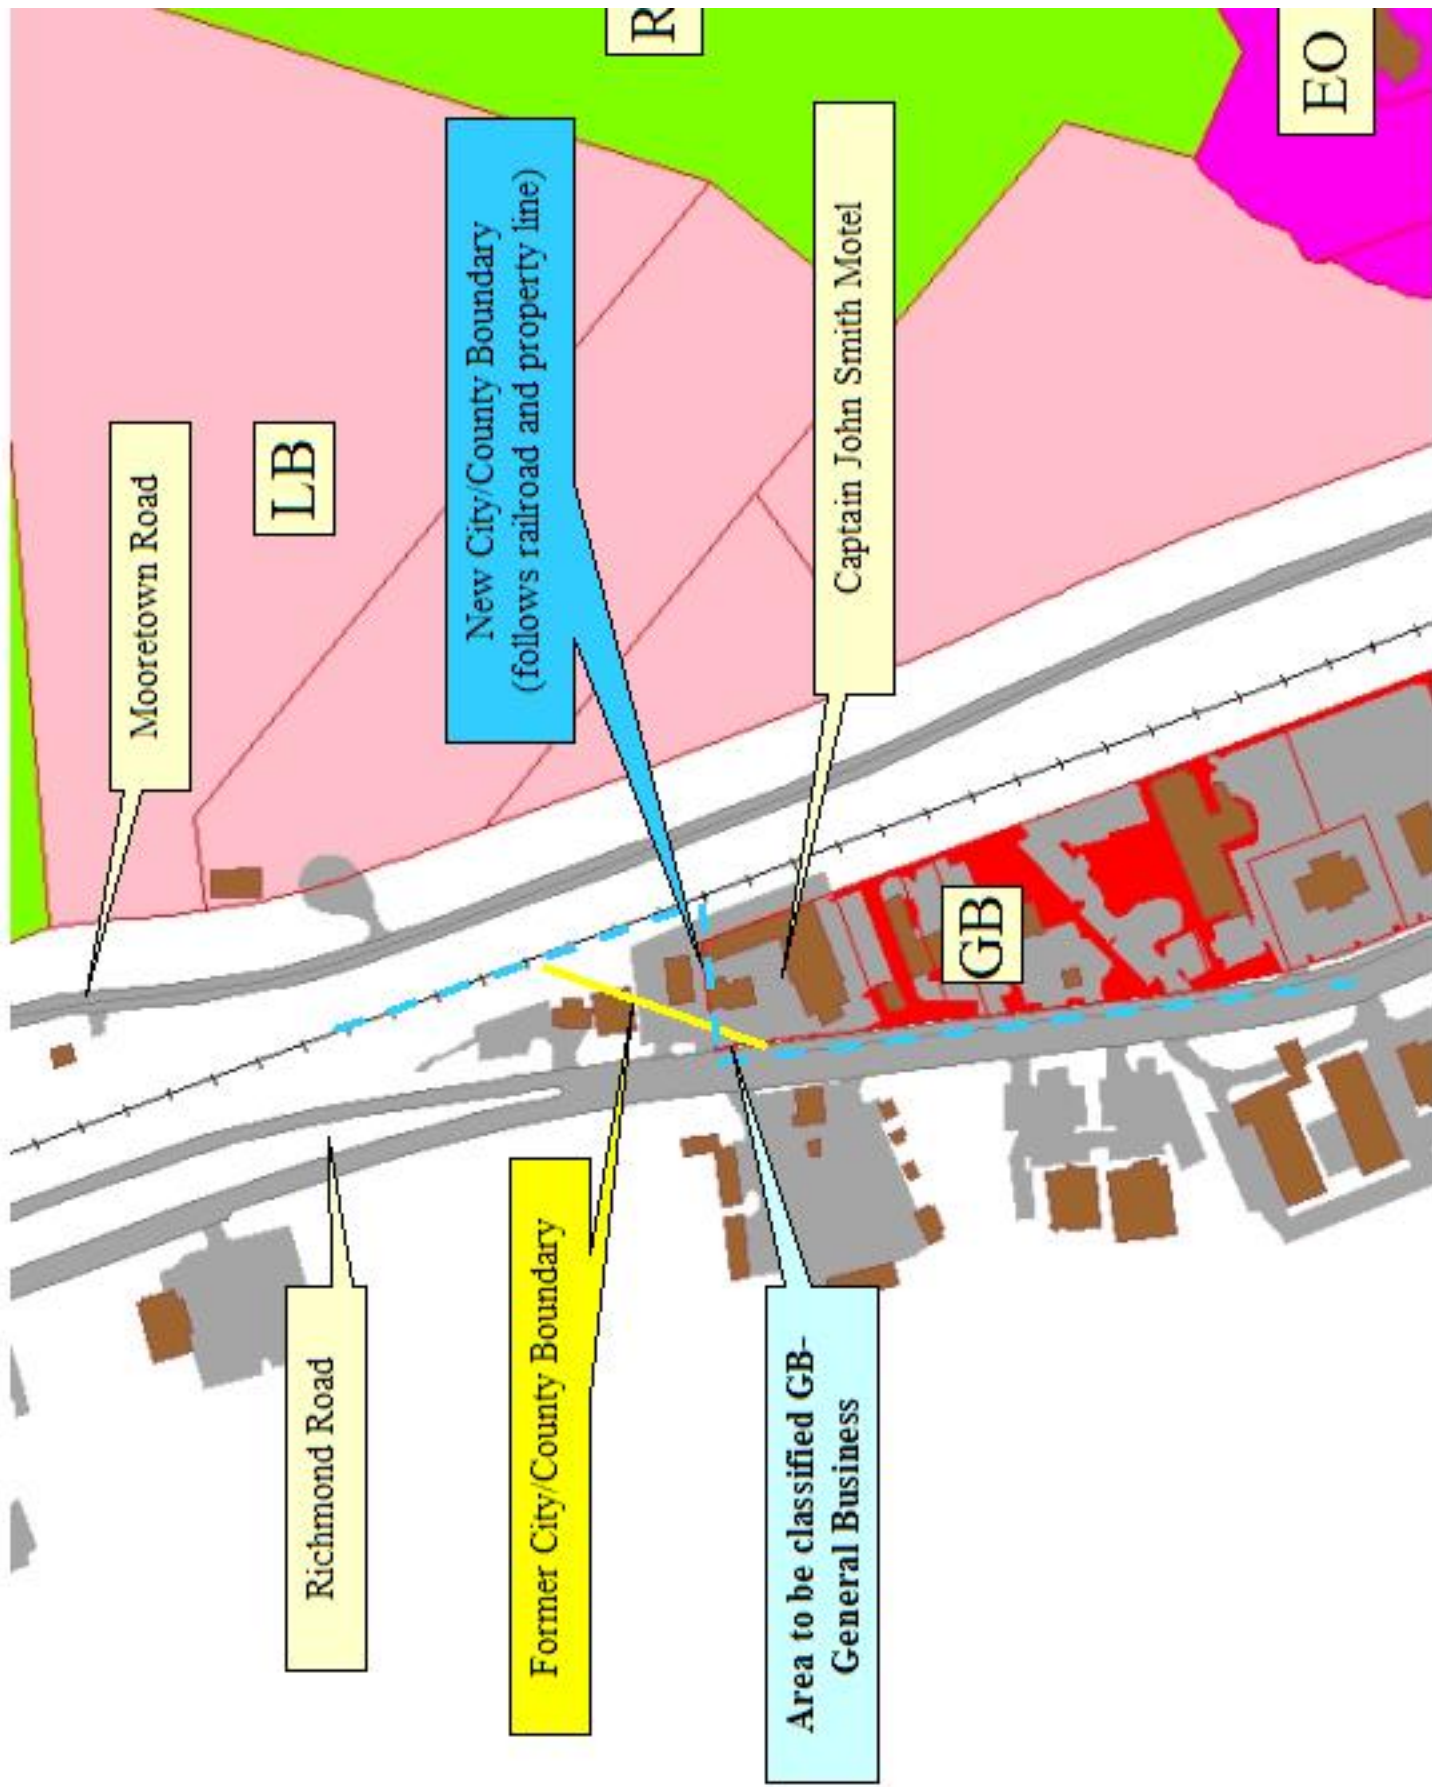 Mooretown Road
LB
R
EO
New City/County Boundary
(follows railroad and property line)
Captain John Smith Motel
GB
Richmond Road
Former City/County Boundary
Area to be classified GB-
General Business